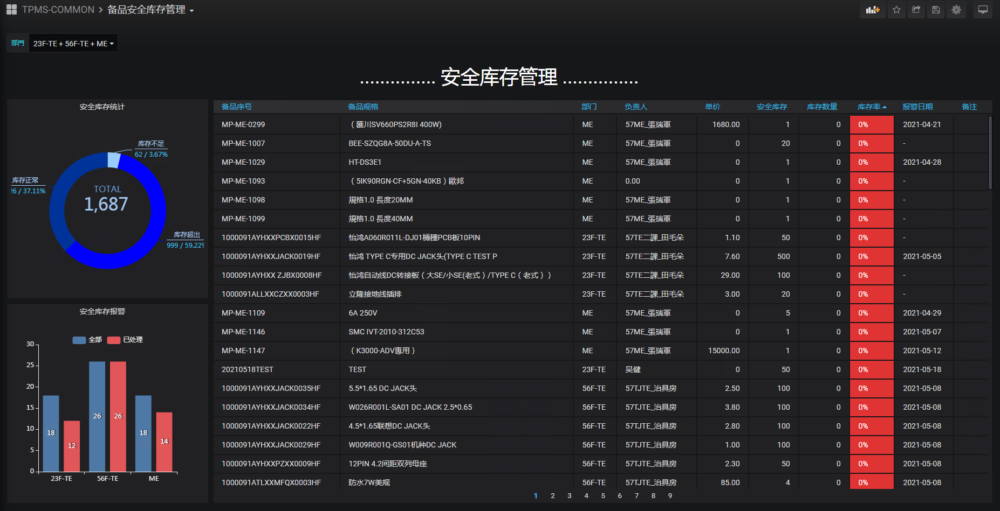 TPMS-COMMON > 备品安全库存管理
部門 23F-TE + 56F-TE + ME
............... 安全库存管理 ...............
安全库存统计
库存不足
62 / 3.67%
库存正常
26 / 37.11%
TOTAL
1,687
库存超出
999 / 59.22%
安全库存报警
全部 已处理
30
25
20
15
10
5
0
18 12 26 26 18 14
23F-TE 56F-TE ME
备品序号 备品规格 部门 负责人 单价 安全库存 库存数量 库存率 报警日期 备注
MP-ME-0299 （匯川SV660PS2R8I 400W) ME 57ME_張瑞軍 1680.00 1 0 0% 2021-04-21
MP-ME-1007 BEE-SZQG8A-50DU-A-TS ME 57ME_張瑞軍 0 20 0 0% -
MP-ME-1029 HT-DS3E1 ME 57ME_張瑞軍 0 1 0 0% 2021-04-28
MP-ME-1093 （5IK90RGN-CF+5GN-40KB）歐邦 ME 0.00 0 1 0 0% -
MP-ME-1098 規格1.0 長度20MM ME 57ME_張瑞軍 0 1 0 0% -
MP-ME-1099 規格1.0 長度40MM ME 57ME_張瑞軍 0 1 0 0% -
1000091AYHXXPCBX0015HF 怡鸿A060R011L-DJ01機種PCB板10PIN 23F-TE 57TE二課_田毛朵 1.10 50 0 0% -
1000091AYHXXJACK0019HF 怡鸿 TYPE C专用DC JACK头(TYPE C TEST P 23F-TE 57TE二課_田毛朵 7.60 500 0 0% 2021-05-05
1000091AYHXX ZJBX0008HF 怡鸿自动线DC转接板（大SE/小SE(老式）/TYPE C（老式）） 23F-TE 57TE二課_田毛朵 29.00 100 0 0% -
1000091ALLXXCZXX0003HF 立隆接地线插排 23F-TE 57TE二課_田毛朵 3.00 20 0 0% -
MP-ME-1109 6A 250V ME 57ME_張瑞軍 0 5 0 0% 2021-04-29
MP-ME-1146 SMC IVT-2010-312C53 ME 57ME_張瑞軍 0 1 0 0% 2021-05-07
MP-ME-1147 （K3000-ADV專用） ME 57ME_張瑞軍 15000.00 1 0 0% 2021-05-12
20210518TEST TEST 23F-TE 吴健 0 50 0 0% 2021-05-18
1000091AYHXXJACK0035HF 5.5*1.65 DC JACK头 56F-TE 57TJTE_治具房 2.50 100 0 0% 2021-05-08
1000091AYHXXJACK0034HF W026R001L-SA01 DC JACK 2.5*0.65 56F-TE 57TJTE_治具房 3.80 100 0 0% 2021-05-08
1000091AYHXXJACK0022HF 4.5*1.65联想DC JACK头 56F-TE 57TJTE_治具房 2.80 100 0 0% 2021-05-08
1000091AYHXXJACK0029HF W009R001Q-GS01机种DC JACK 56F-TE 57TJTE_治具房 1.00 100 0 0% 2021-05-08
1000091AYHXXPZXX0009HF 12PIN 4.2间距双列母座 56F-TE 57TJTE_治具房 2.30 50 0 0% 2021-05-08
1000091ATLXXMFQX0003HF 防水7W美规 56F-TE 57TJTE_治具房 85.00 4 0 0% 2021-05-08
1 2 3 4 5 6 7 8 9